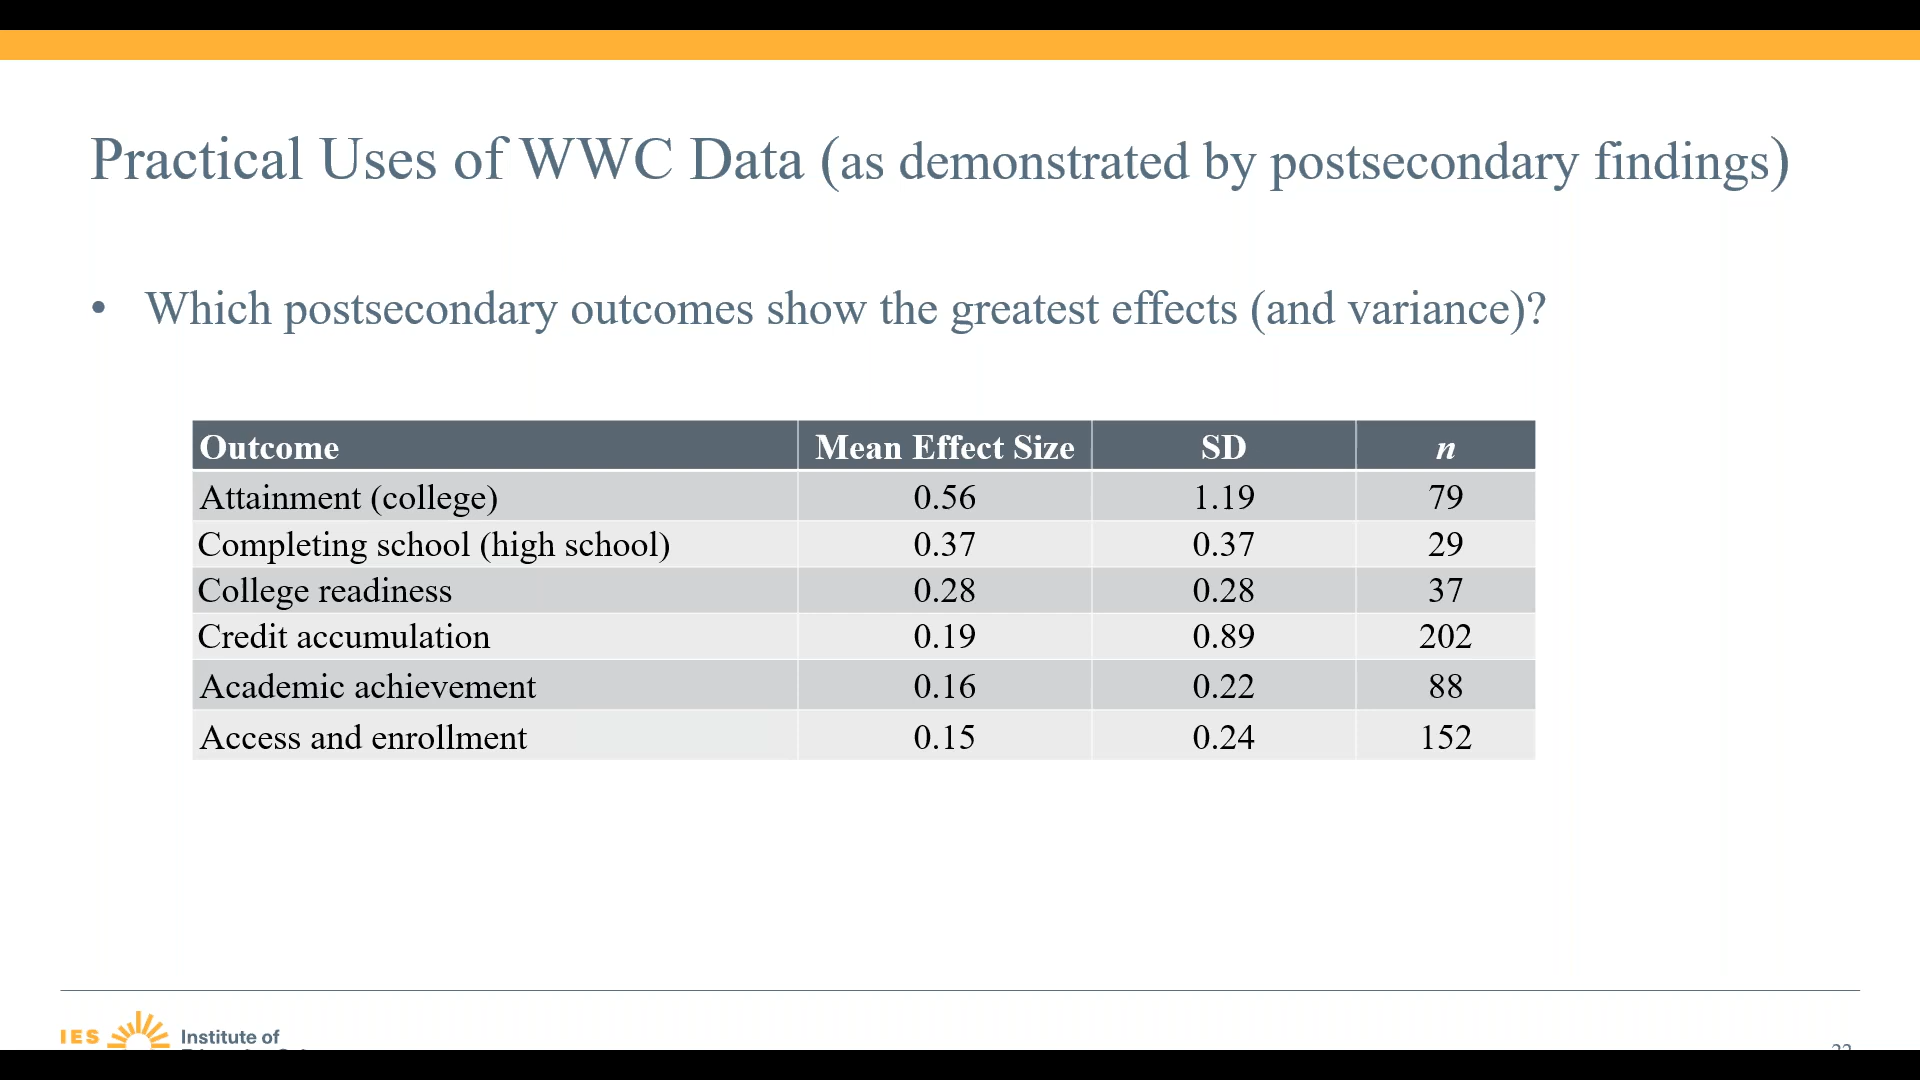 Practical Uses of WWC Data (as demonstrated by postsecondary findings)
• Which postsecondary outcomes show the greatest effects (and variance)?
Outcome Mean Effect Size SD n
Attainment (college) 0.56 1.19 79
Completing school (high school) 0.37 0.37 29
College readiness 0.28 0.28 37
Credit accumulation 0.19 0.89 202
Academic achievement 0.16 0.22 88
Access and enrollment 0.15 0.24 152
IES Institute of